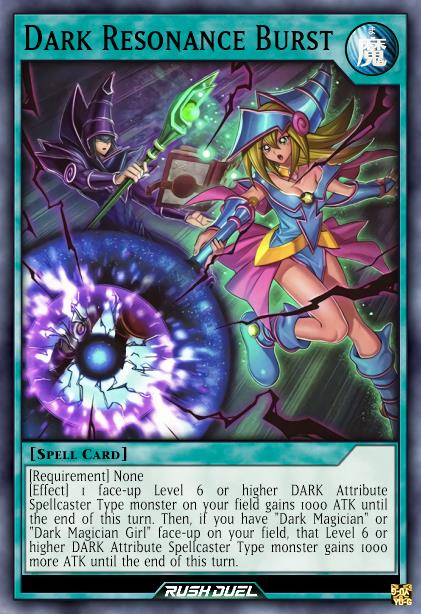 DARK RESONANCE BURST
ま
魔
[SPELL CARD]
[Requirement] None
[Effect] 1 face-up Level 6 or higher DARK Attribute
Spellcaster Type monster on your field gains 1000 ATK until
the end of this turn. Then, if you have "Dark Magician" or
"Dark Magician Girl" face-up on your field, that Level 6 or
higher DARK Attribute Spellcaster Type monster gains 1000
more ATK until the end of this turn.
RUSH DUEL